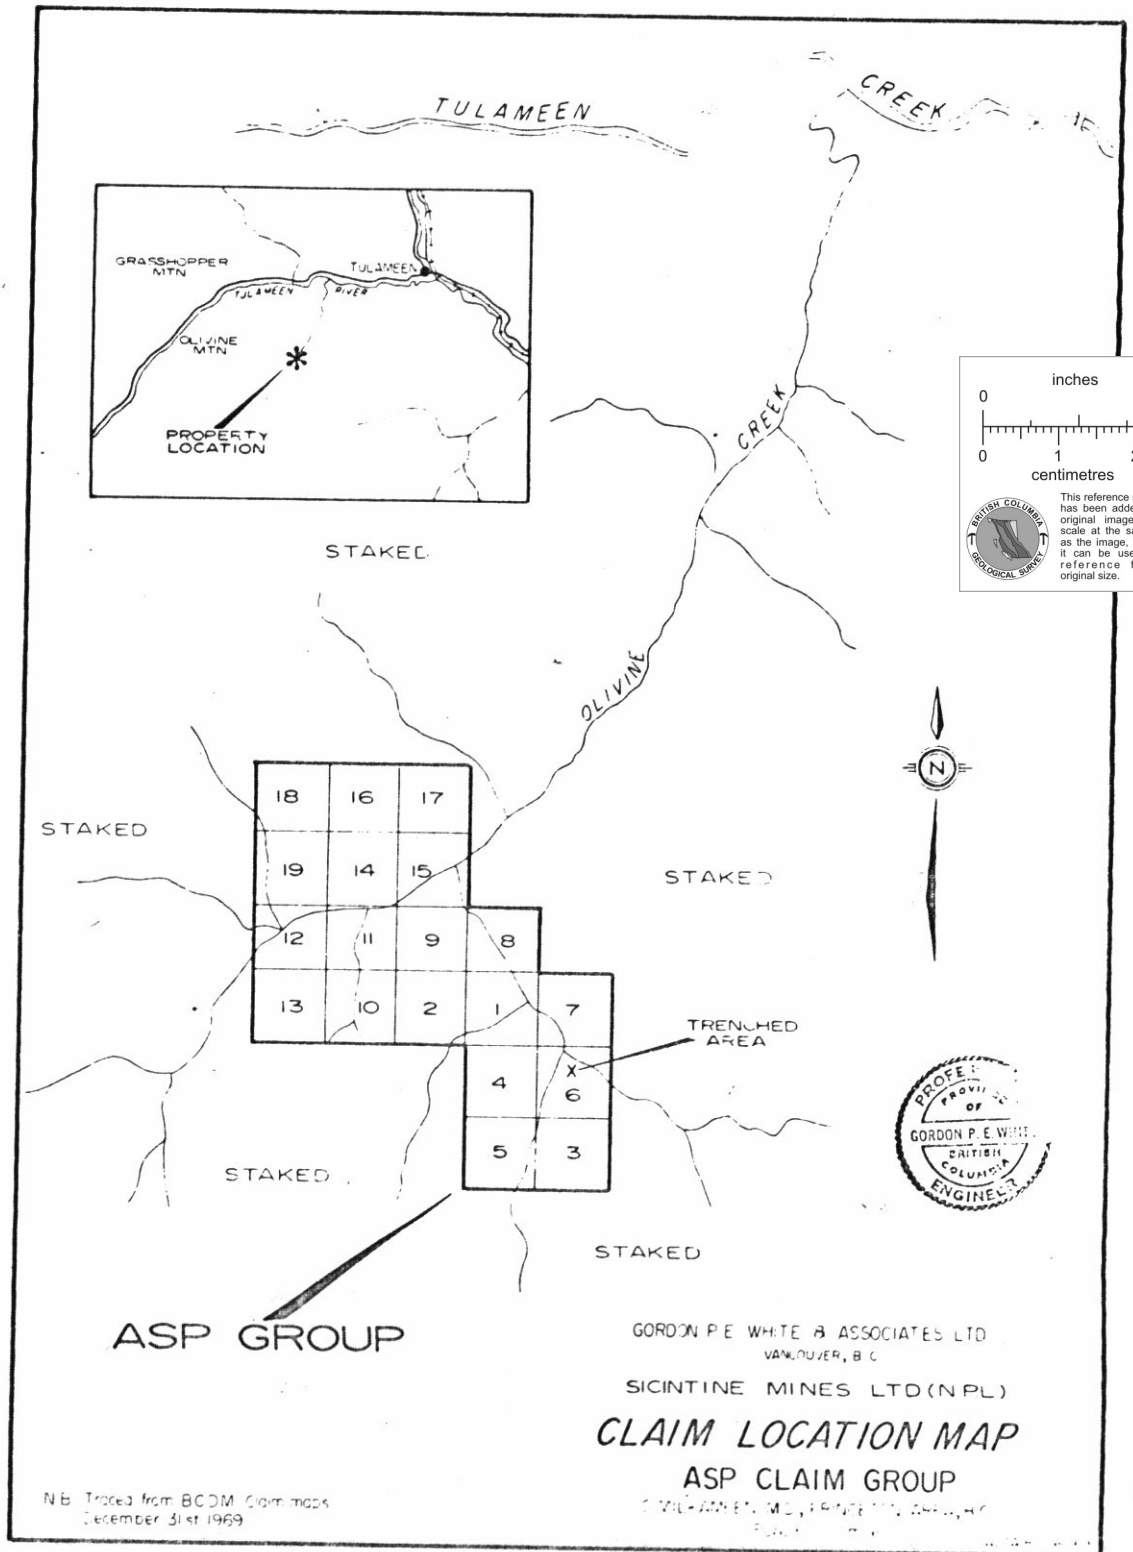 TULAMEEN
CREEK
GRASSHOPPER
MTN
TULAMEEN
TULAMEEN RIVER
OLIVINE
MTN
PROPERTY
LOCATION
CREEK
OLIVINE
inches
0
0 1 2
centimetres
This reference
has been adde
original image
scale at the sa
as the image,
it can be use
reference f
original size.
BRITISH COLUMBIA
GEOLOGICAL SURVEY
STAKED
N
18 16 17
STAKED
19 14 15
STAKED
12 11 9 8
13 10 2 1 7
TRENCHED
AREA
4 X
6
5 3
STAKED
STAKED
OF
GORDON P. E.
BRITISH
COLUMBIA
ENGINEER
ASP GROUP
GORDON P E WHITE & ASSOCIATES LTD
VANCOUVER, B C
SICINTINE MINES LTD (N P L)
CLAIM LOCATION MAP
ASP CLAIM GROUP
N B Traced from BCDM Claim maps
December 31st 1969